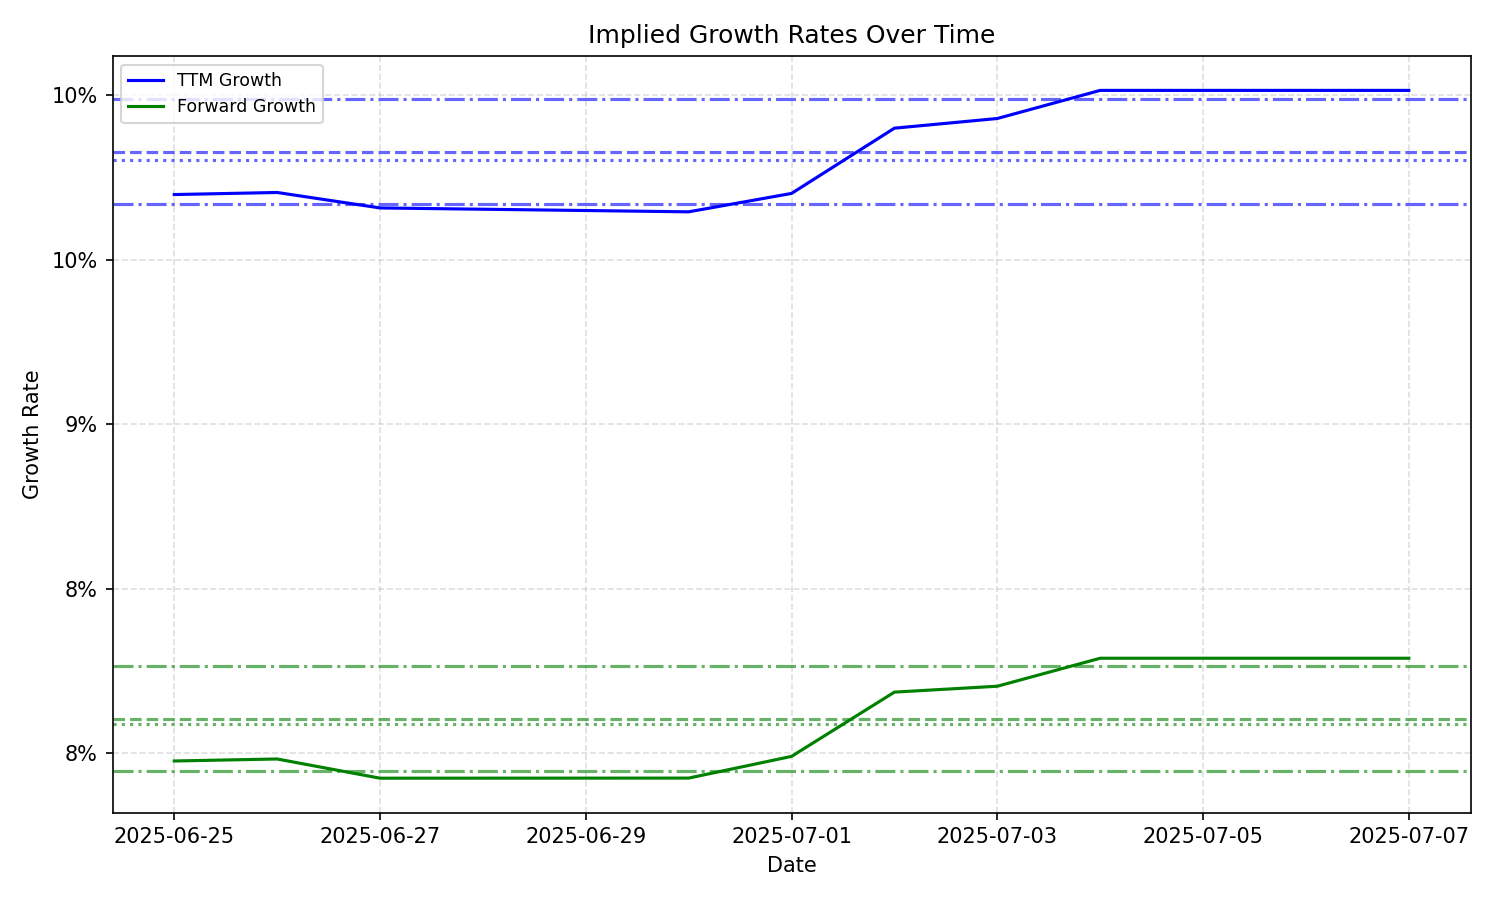 Implied Growth Rates Over Time
TTM Growth
Forward Growth
10%
10%
9%
8%
8%
Growth Rate
2025-06-25 2025-06-27 2025-06-29 2025-07-01 2025-07-03 2025-07-05 2025-07-07
Date